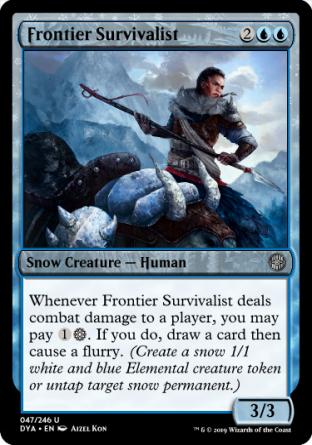 Frontier Survivalist 2
Snow Creature — Human
Whenever Frontier Survivalist deals
combat damage to a player, you may
pay 1. If you do, draw a card then
cause a flurry. (Create a snow 1/1
white and blue Elemental creature token
or untap target snow permanent.)
047/246 U
DYA • EN Aizel Kon
™ & © 2019 Wizards of the Coast
3/3